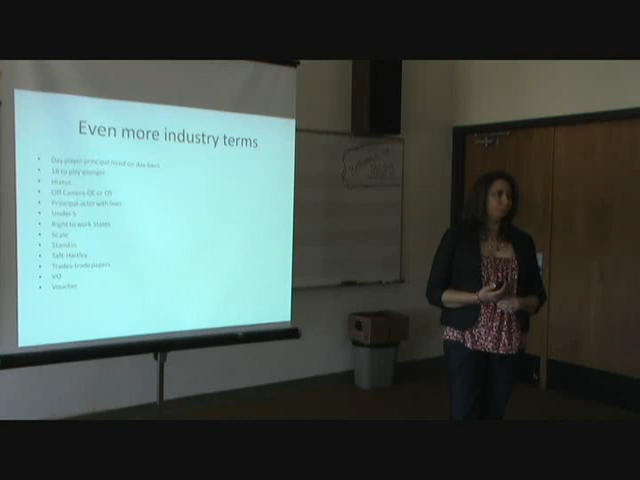 Even more industry terms
Day player-principal hired on day basis
18 to play younger
Hiatus
Off Camera-OC or OS
Principal-actor with lines
Under 5
Right to work States
Scale
Stand in
Taft-Hartley
Trades-trade papers
VO
Voucher